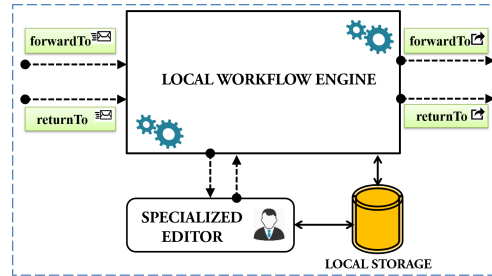 forwardTo
forwardTo
LOCAL WORKFLOW ENGINE
returnTo
returnTo
SPECIALIZED
EDITOR
LOCAL STORAGE